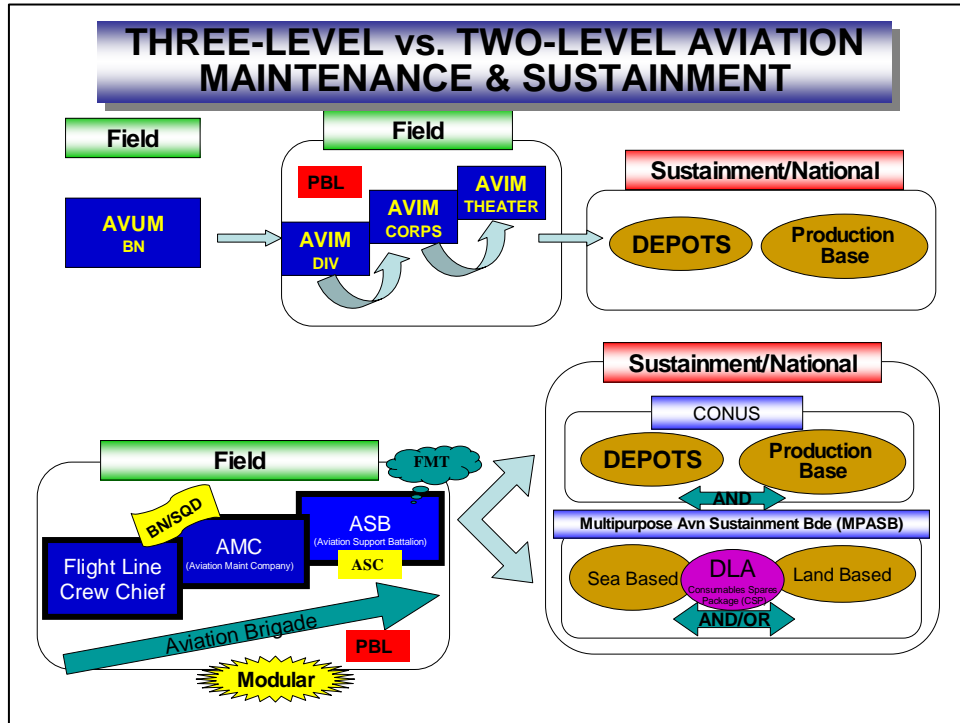 THREE-LEVEL vs. TWO-LEVEL AVIATION
MAINTENANCE & SUSTAINMENT
Field
AVUM
BN
Field
PBL
AVIM
DIV
AVIM
CORPS
AVIM
THEATER
Sustainment/National
DEPOTS
Production
Base
Field
FMT
BN/SQD
Flight Line
Crew Chief
AMC
(Aviation Maint Company)
ASB
(Aviation Support Battalion)
ASC
Aviation Brigade
PBL
Modular
Sustainment/National
CONUS
DEPOTS
Production
Base
AND
Multipurpose Avn Sustainment Bde (MPASB)
Sea Based
DLA
Consumables Spares
Package (CSP)
Land Based
AND/OR